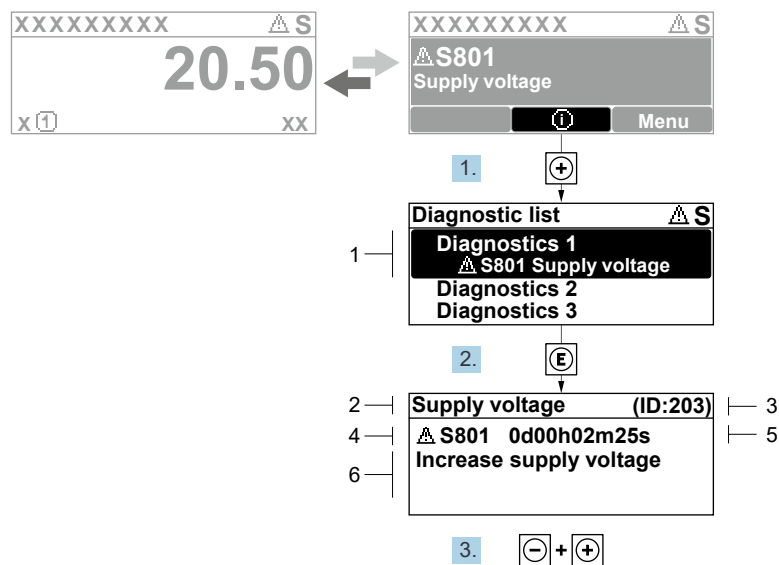 XXXXXXXXX ⚠ S
20.50
x 1 xx
XXXXXXXXX ⚠ S
⚠S801
Supply voltage
i Menu
1. +
Diagnostic list ⚠ S
1 Diagnostics 1
⚠ S801 Supply voltage
Diagnostics 2
Diagnostics 3
2. E
2 Supply voltage (ID:203) 3
4 ⚠ S801 0d00h02m25s 5
6 Increase supply voltage
3. - + +